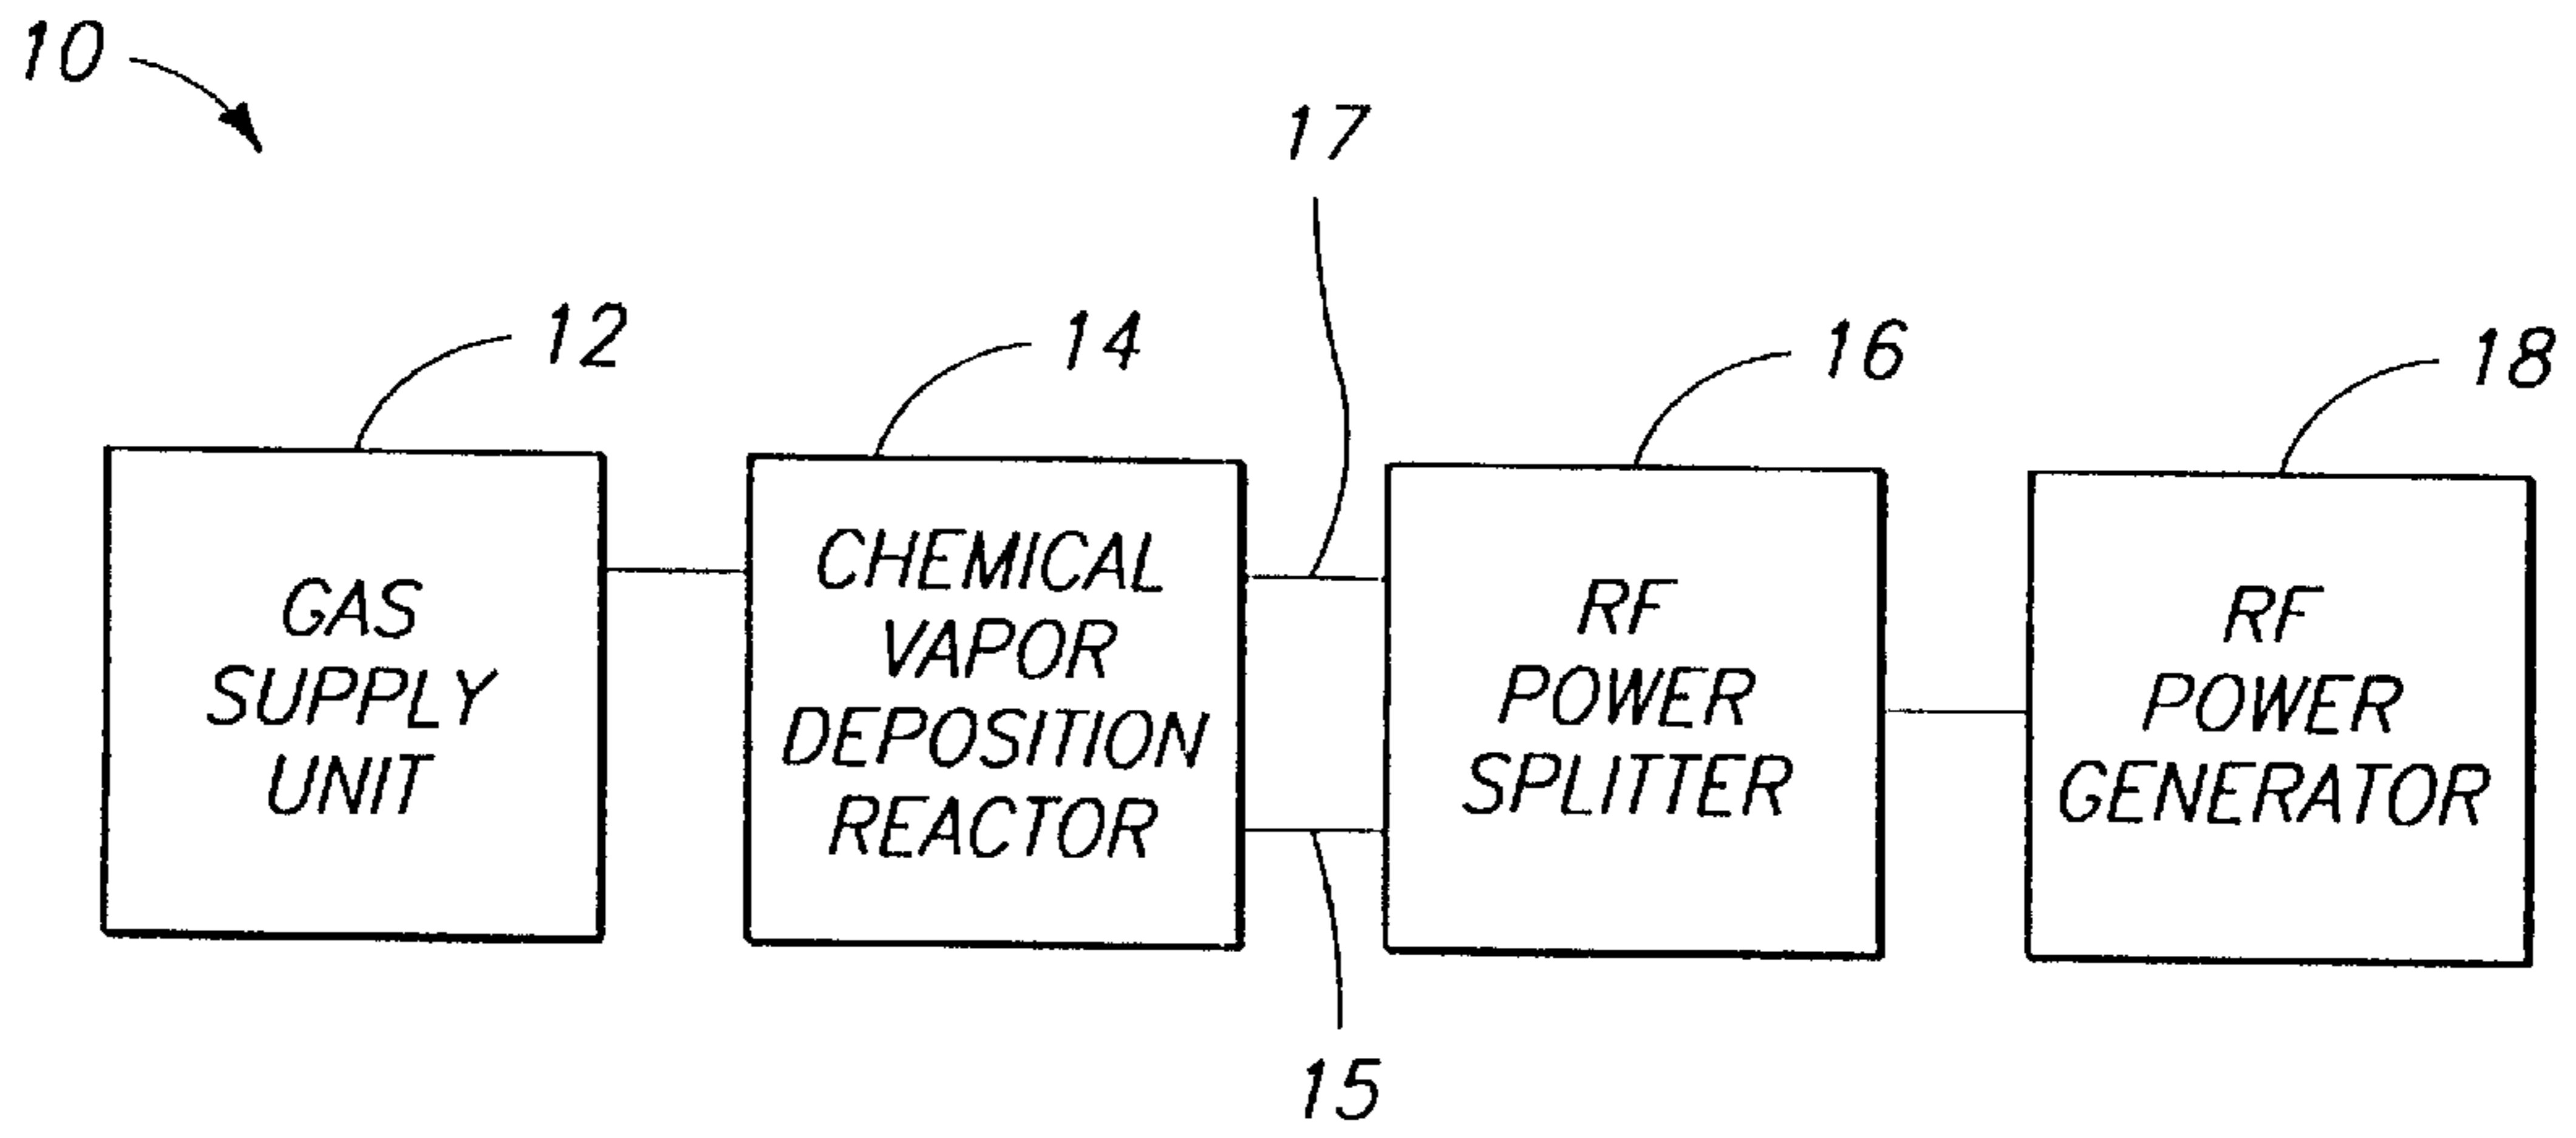 10
17
12
14
16
18
GAS
SUPPLY
UNIT
CHEMICAL
VAPOR
DEPOSITION
REACTOR
RF
POWER
SPLITTER
RF
POWER
GENERATOR
15